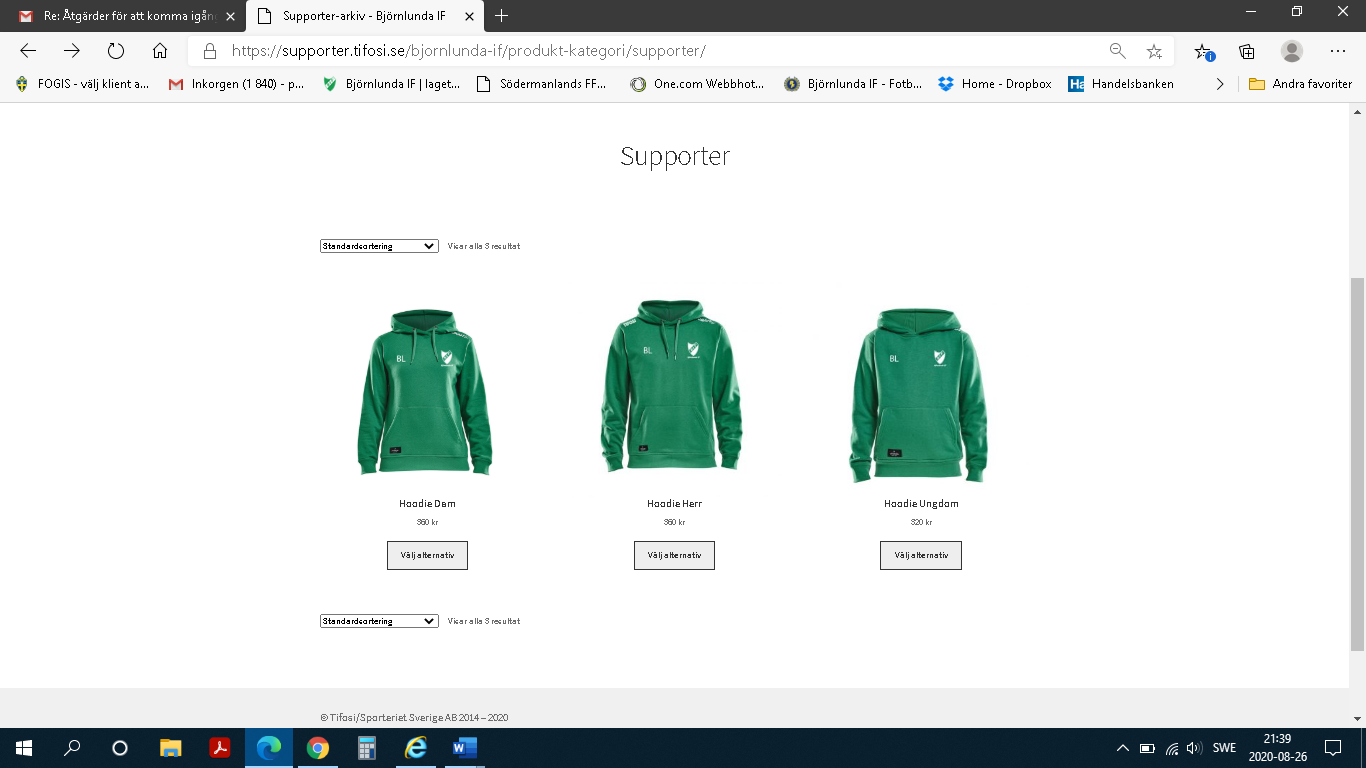 Re: Åtgärder för att komma igån
Supporter-arkiv - Björnlunda IF
https://supporter.tifosi.se/bjornlunda-if/produkt-kategori/supporter/
FOGIS - välj klient a...
Inkorgen (1 840) - p...
Björnlunda IF | laget...
Södermanlands FF...
One.com Webbhot...
Björnlunda IF - Fotb...
Home - Dropbox
Handelsbanken
Andra favoriter
Supporter
Standardsortering
Visar alla 3 resultat
BL
BL
BL
Hoodie Dam
Hoodie Herr
Hoodie Ungdom
360 kr
360 kr
320 kr
Välj alternativ
Välj alternativ
Välj alternativ
Standardsortering
Visar alla 3 resultat
© Tifosi/Sporteriet Sverige AB 2014 – 2020
SWE
21:39
2020-08-26